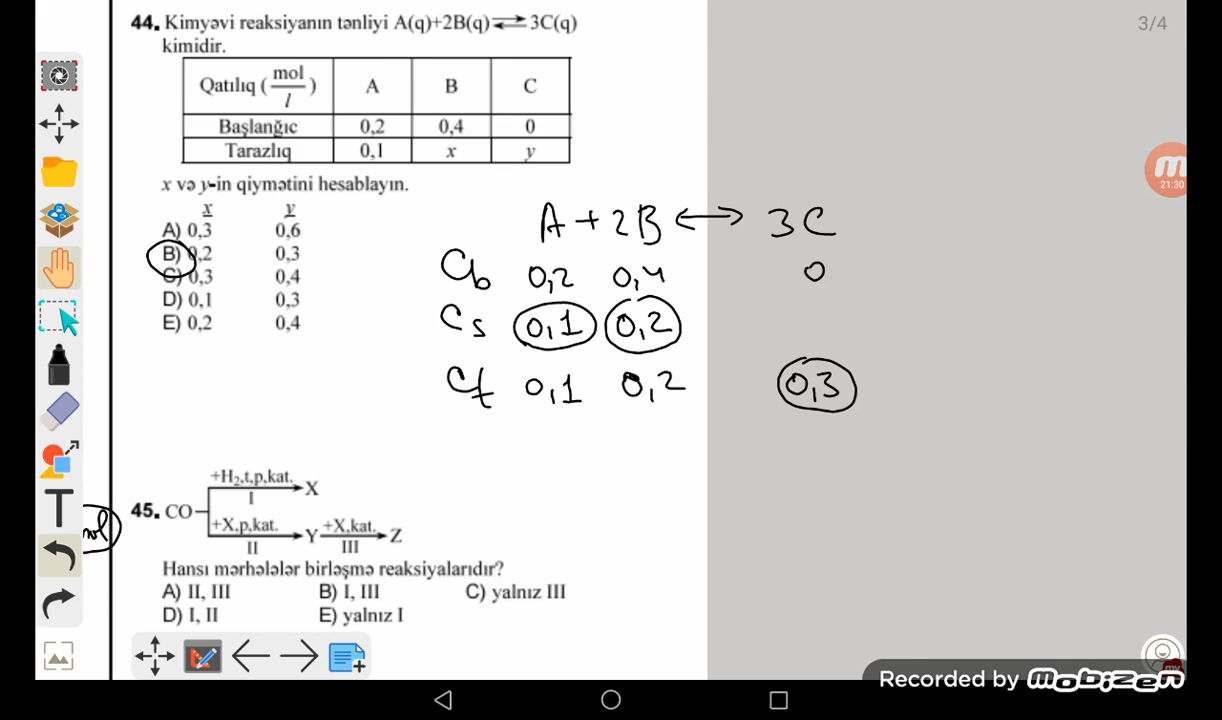 3/4
44. Kimyəvi reaksiyanın tənliyi A(q)+2B(q)⇄3C(q)
kimidir.
Qatılıq (mol/l) A B C
Başlanğıc 0,2 0,4 0
Tarazlıq 0,1 x y
x və y-in qiymətini hesablayın.
x y
A) 0,3 0,6
B) 0,2 0,3
C) 0,3 0,4
D) 0,1 0,3
E) 0,2 0,4
A + 2B ⟷ 3C
Cb 0,2 0,4 0
Cs 0,1 0,2
Ct 0,1 0,2 0,3
21:30
+H₂,t,p,kat.
I
X
45. CO
+X,p,kat.
II
Y
+X,kat.
III
Z
Hansı mərhələlər birləşmə reaksiyalarıdır?
A) II, III B) I, III C) yalnız III
D) I, II E) yalnız I
T
Recorded by mobizen